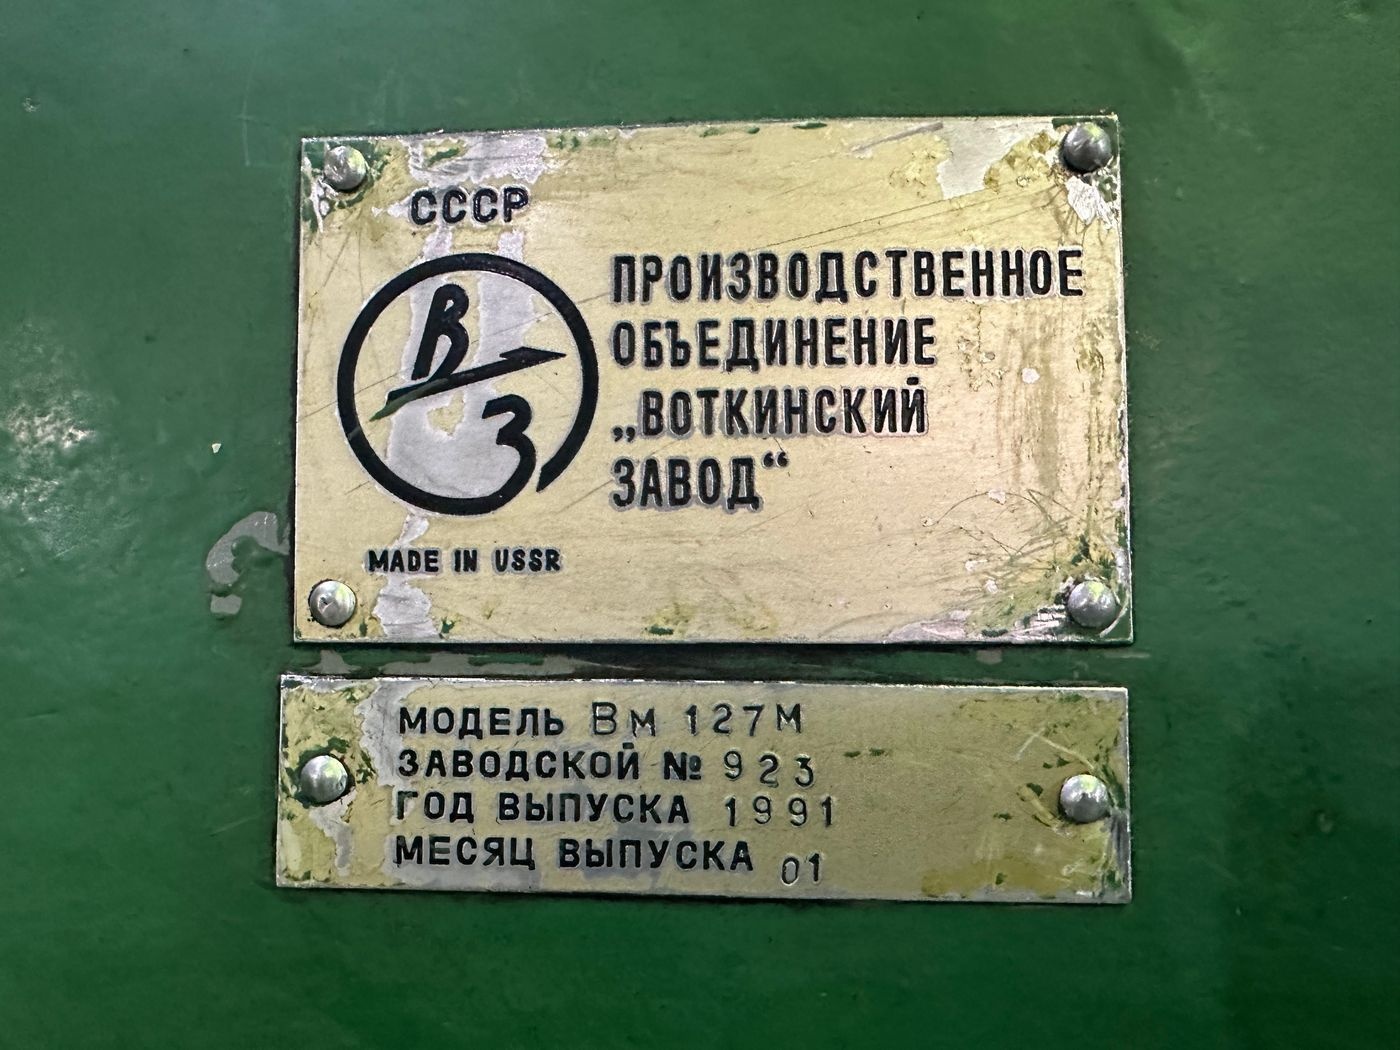 СССР
В
З
ПРОИЗВОДСТВЕННОЕ
ОБЪЕДИНЕНИЕ
„ВОТКИНСКИЙ
ЗАВОД“
MADE IN USSR
МОДЕЛЬ ВМ 127М
ЗАВОДСКОЙ № 923
ГОД ВЫПУСКА 1991
МЕСЯЦ ВЫПУСКА 01